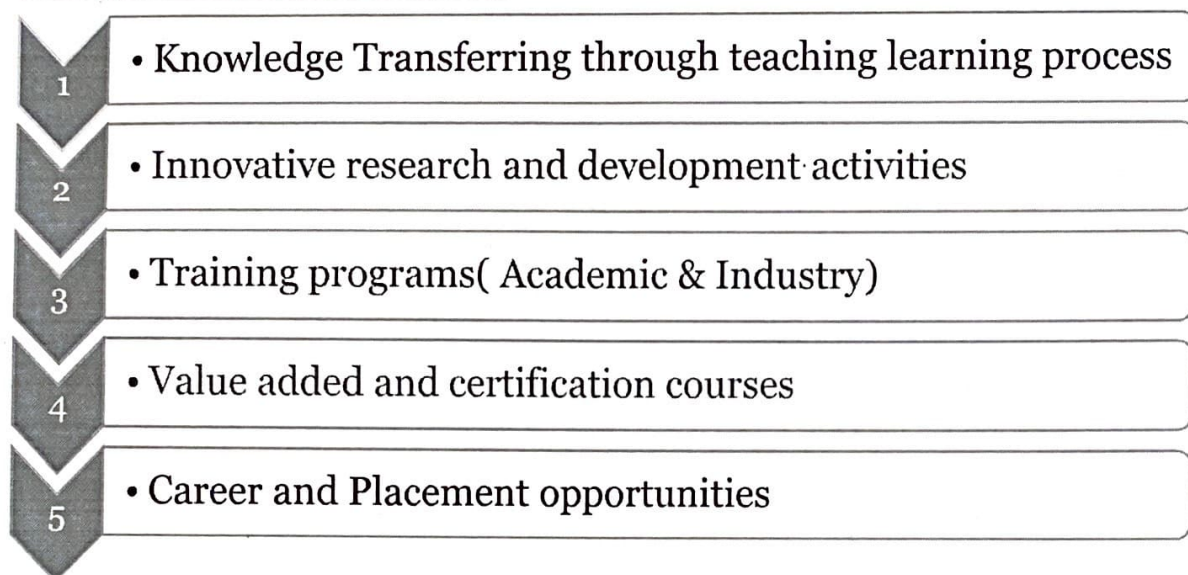 1
• Knowledge Transferring through teaching learning process
2
• Innovative research and development activities
3
• Training programs( Academic & Industry)
4
• Value added and certification courses
5
• Career and Placement opportunities